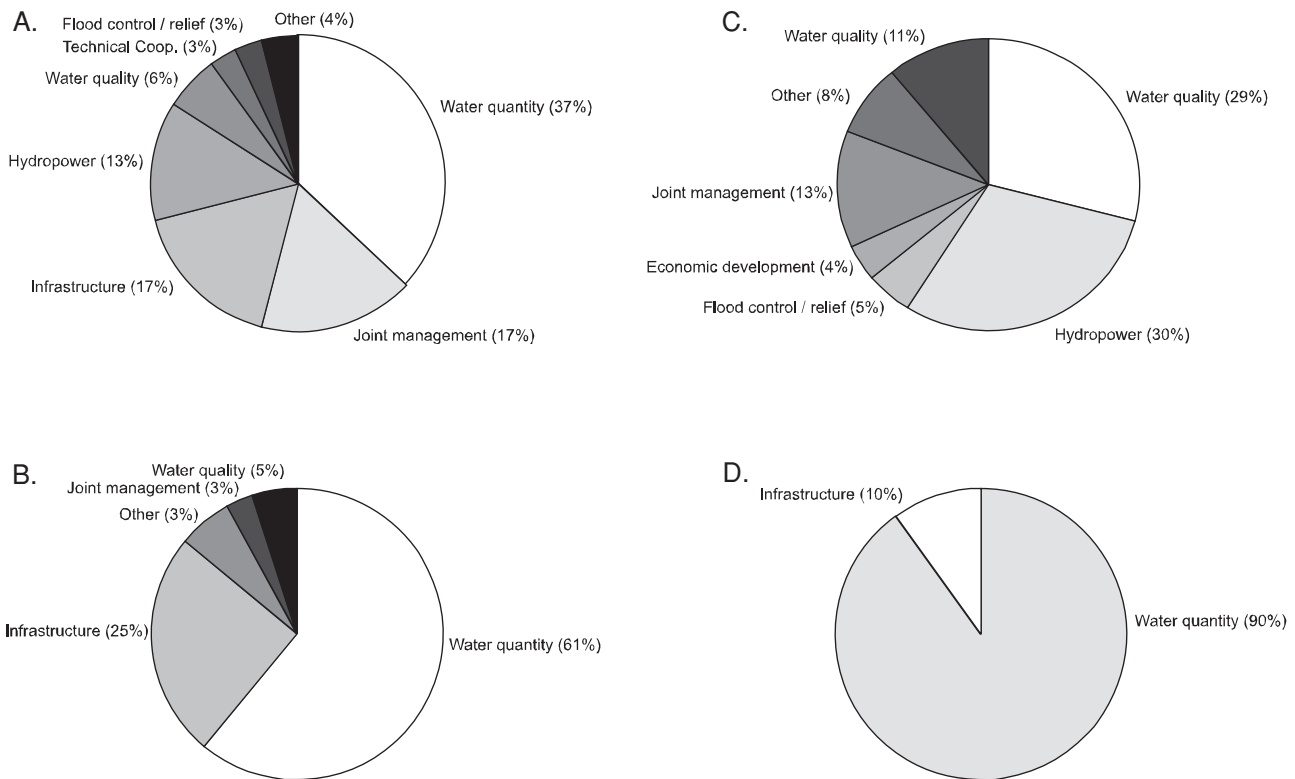 A.
Flood control / relief (3%)
Other (4%)
Technical Coop. (3%)
Water quality (6%)
Water quantity (37%)
Hydropower (13%)
Infrastructure (17%)
Joint management (17%)
C.
Water quality (11%)
Other (8%)
Water quality (29%)
Joint management (13%)
Economic development (4%)
Flood control / relief (5%)
Hydropower (30%)
B.
Water quality (5%)
Joint management (3%)
Other (3%)
Infrastructure (25%)
Water quantity (61%)
D.
Infrastructure (10%)
Water quantity (90%)